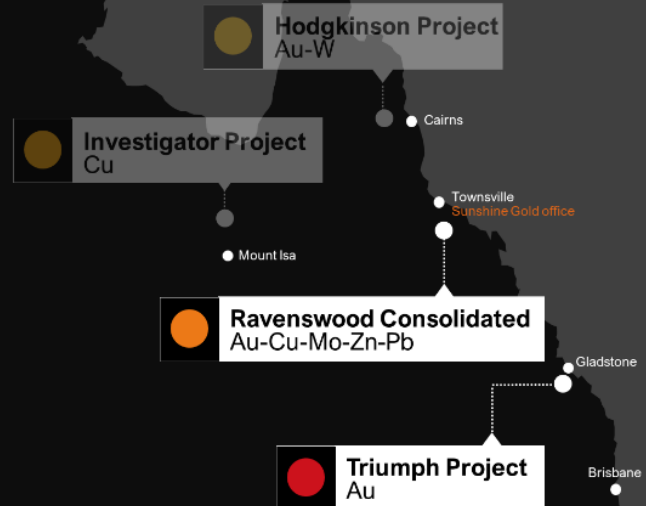 Hodgkinson Project
Au-W
Cairns
Investigator Project
Cu
Townsville
Sunshine Gold office
Mount Isa
Ravenswood Consolidated
Au-Cu-Mo-Zn-Pb
Gladstone
Triumph Project
Au
Brisbane